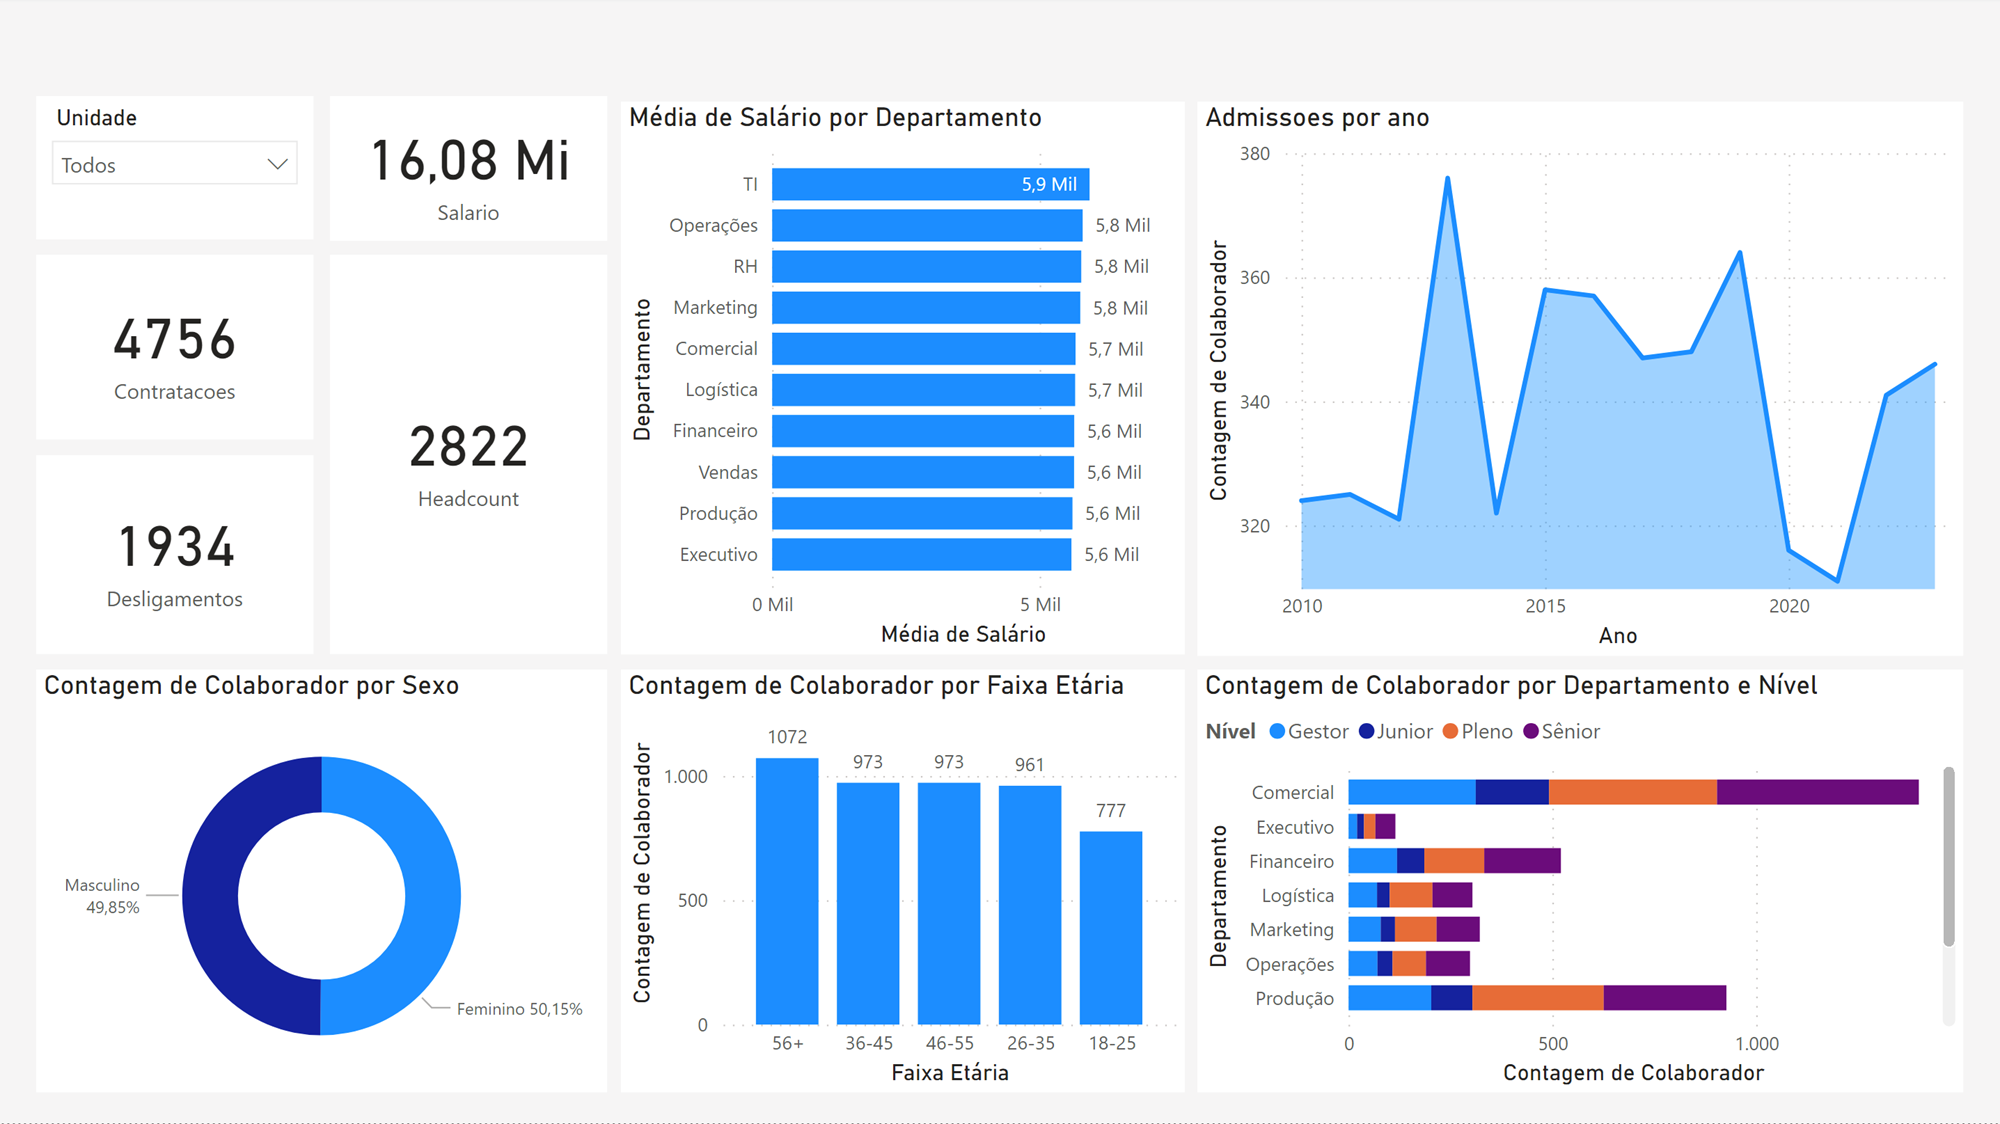 Unidade
Todos
16,08 Mi
Salario
4756
Contratacoes
2822
Headcount
1934
Desligamentos
Média de Salário por Departamento
Departamento
TI 5,9 Mil
Operações 5,8 Mil
RH 5,8 Mil
Marketing 5,8 Mil
Comercial 5,7 Mil
Logística 5,7 Mil
Financeiro 5,6 Mil
Vendas 5,6 Mil
Produção 5,6 Mil
Executivo 5,6 Mil
0 Mil 5 Mil
Média de Salário
Admissoes por ano
Contagem de Colaborador
380
360
340
320
2010 2015 2020
Ano
Contagem de Colaborador por Sexo
Masculino
49,85%
Feminino 50,15%
Contagem de Colaborador por Faixa Etária
Contagem de Colaborador
1.000
500
0
1072 973 973 961 777
56+ 36-45 46-55 26-35 18-25
Faixa Etária
Contagem de Colaborador por Departamento e Nível
Nível Gestor Junior Pleno Sênior
Departamento
Comercial
Executivo
Financeiro
Logística
Marketing
Operações
Produção
0 500 1.000
Contagem de Colaborador